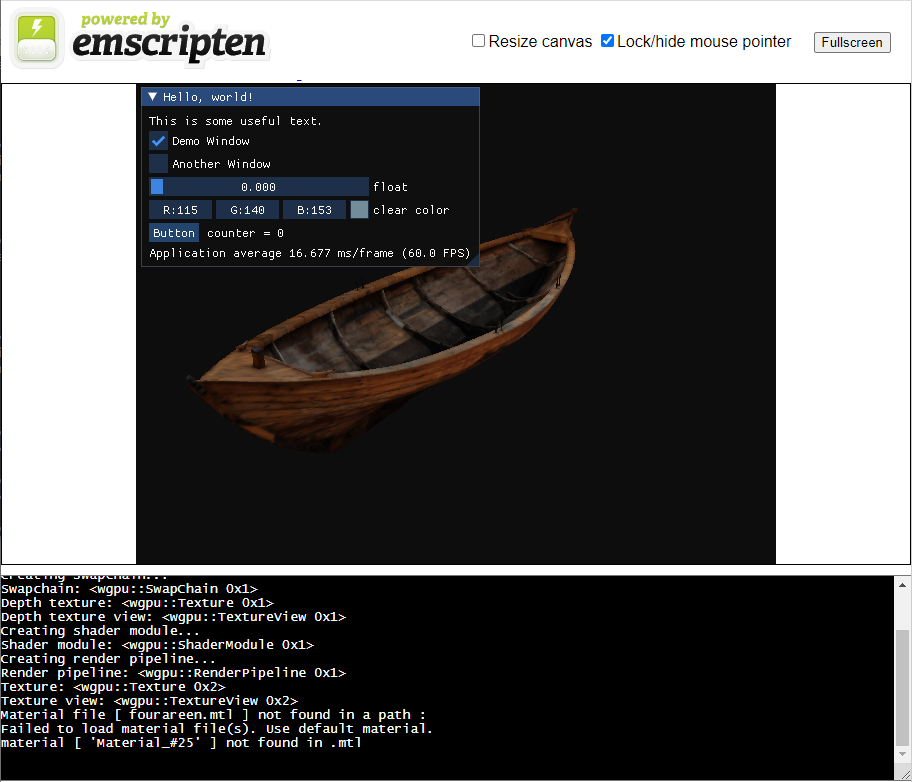 powered by
emscripten
Resize canvas Lock/hide mouse pointer Fullscreen
Hello, world!
This is some useful text.
Demo Window
Another Window
0.000 float
R:115 G:140 B:153 clear color
Button counter = 0
Application average 16.677 ms/frame (60.0 FPS)
Creating swapchain...
Swapchain: <wgpu::SwapChain 0x1>
Depth texture: <wgpu::Texture 0x1>
Depth texture view: <wgpu::TextureView 0x1>
Creating shader module...
Shader module: <wgpu::ShaderModule 0x1>
Creating render pipeline...
Render pipeline: <wgpu::RenderPipeline 0x1>
Texture: <wgpu::Texture 0x2>
Texture view: <wgpu::TextureView 0x2>
Material file [ fourareen.mtl ] not found in a path :
Failed to load material file(s). Use default material.
material [ 'Material_#25' ] not found in .mtl